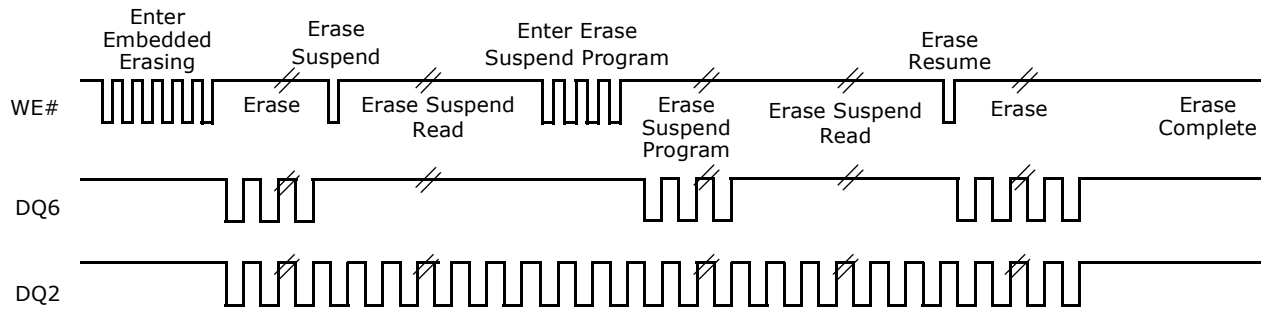 Enter
Embedded
Erasing
Erase
Suspend
Enter Erase
Suspend Program
Erase
Resume
WE#
Erase
Erase Suspend
Read
Erase
Suspend
Program
Erase Suspend
Read
Erase
Erase
Complete
DQ6
DQ2